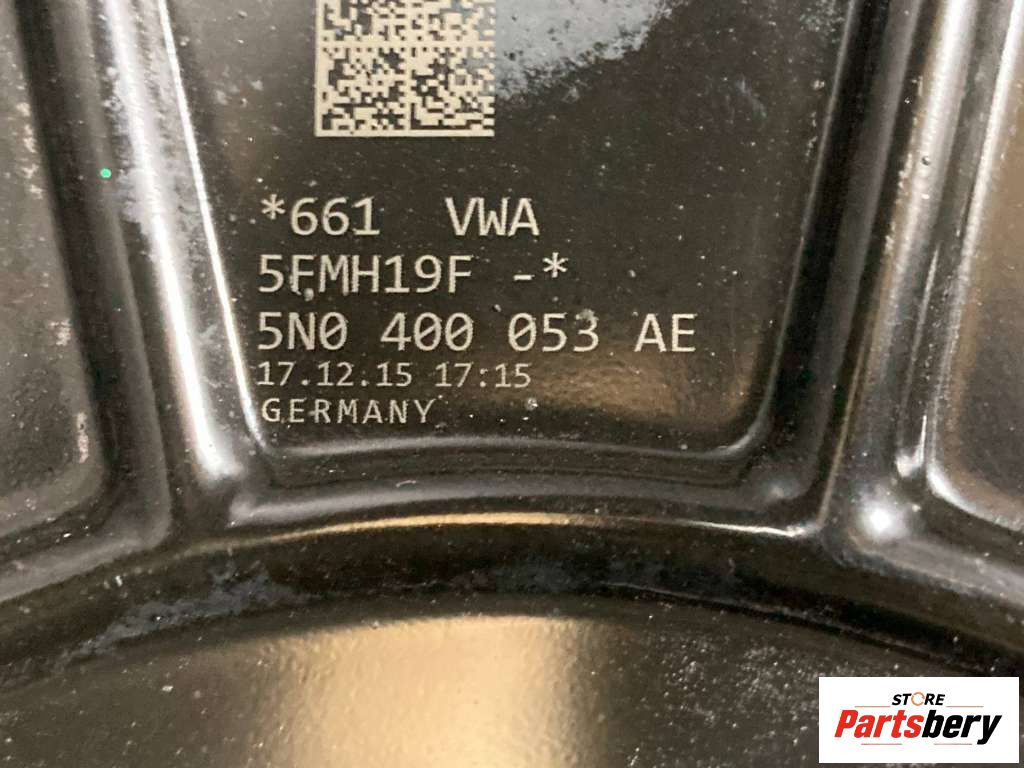 *661 VWA
5FMH19F -*
5N0 400 053 AE
17.12.15 17:15
GERMANY
STORE
Partsbery